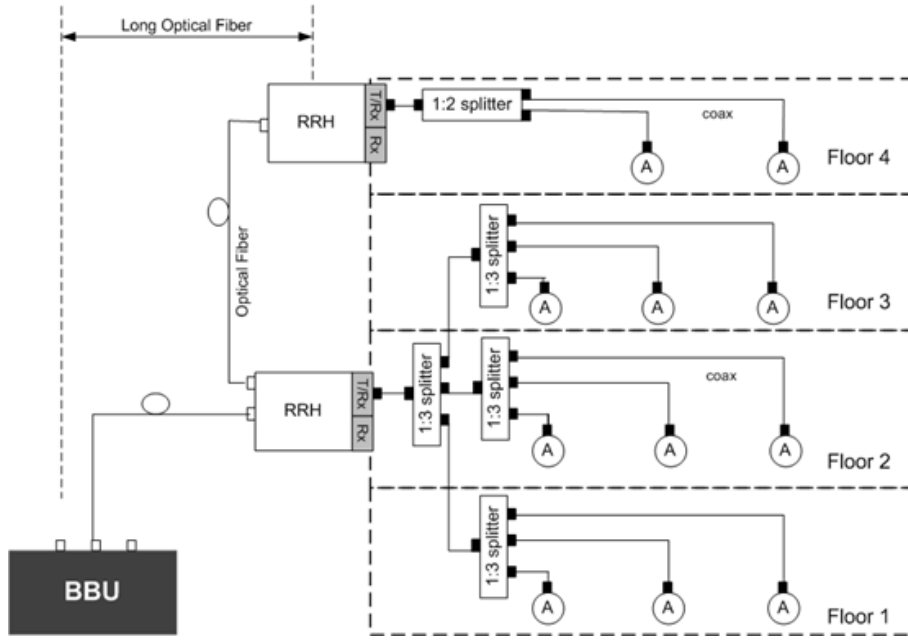 Long Optical Fiber
RRH
T/Rx
Rx
1:2 splitter
coax
A
A
Floor 4
Optical Fiber
1:3 splitter
A
A
A
Floor 3
RRH
T/Rx
Rx
1:3 splitter
1:3 splitter
coax
A
A
A
Floor 2
1:3 splitter
A
A
A
Floor 1
BBU